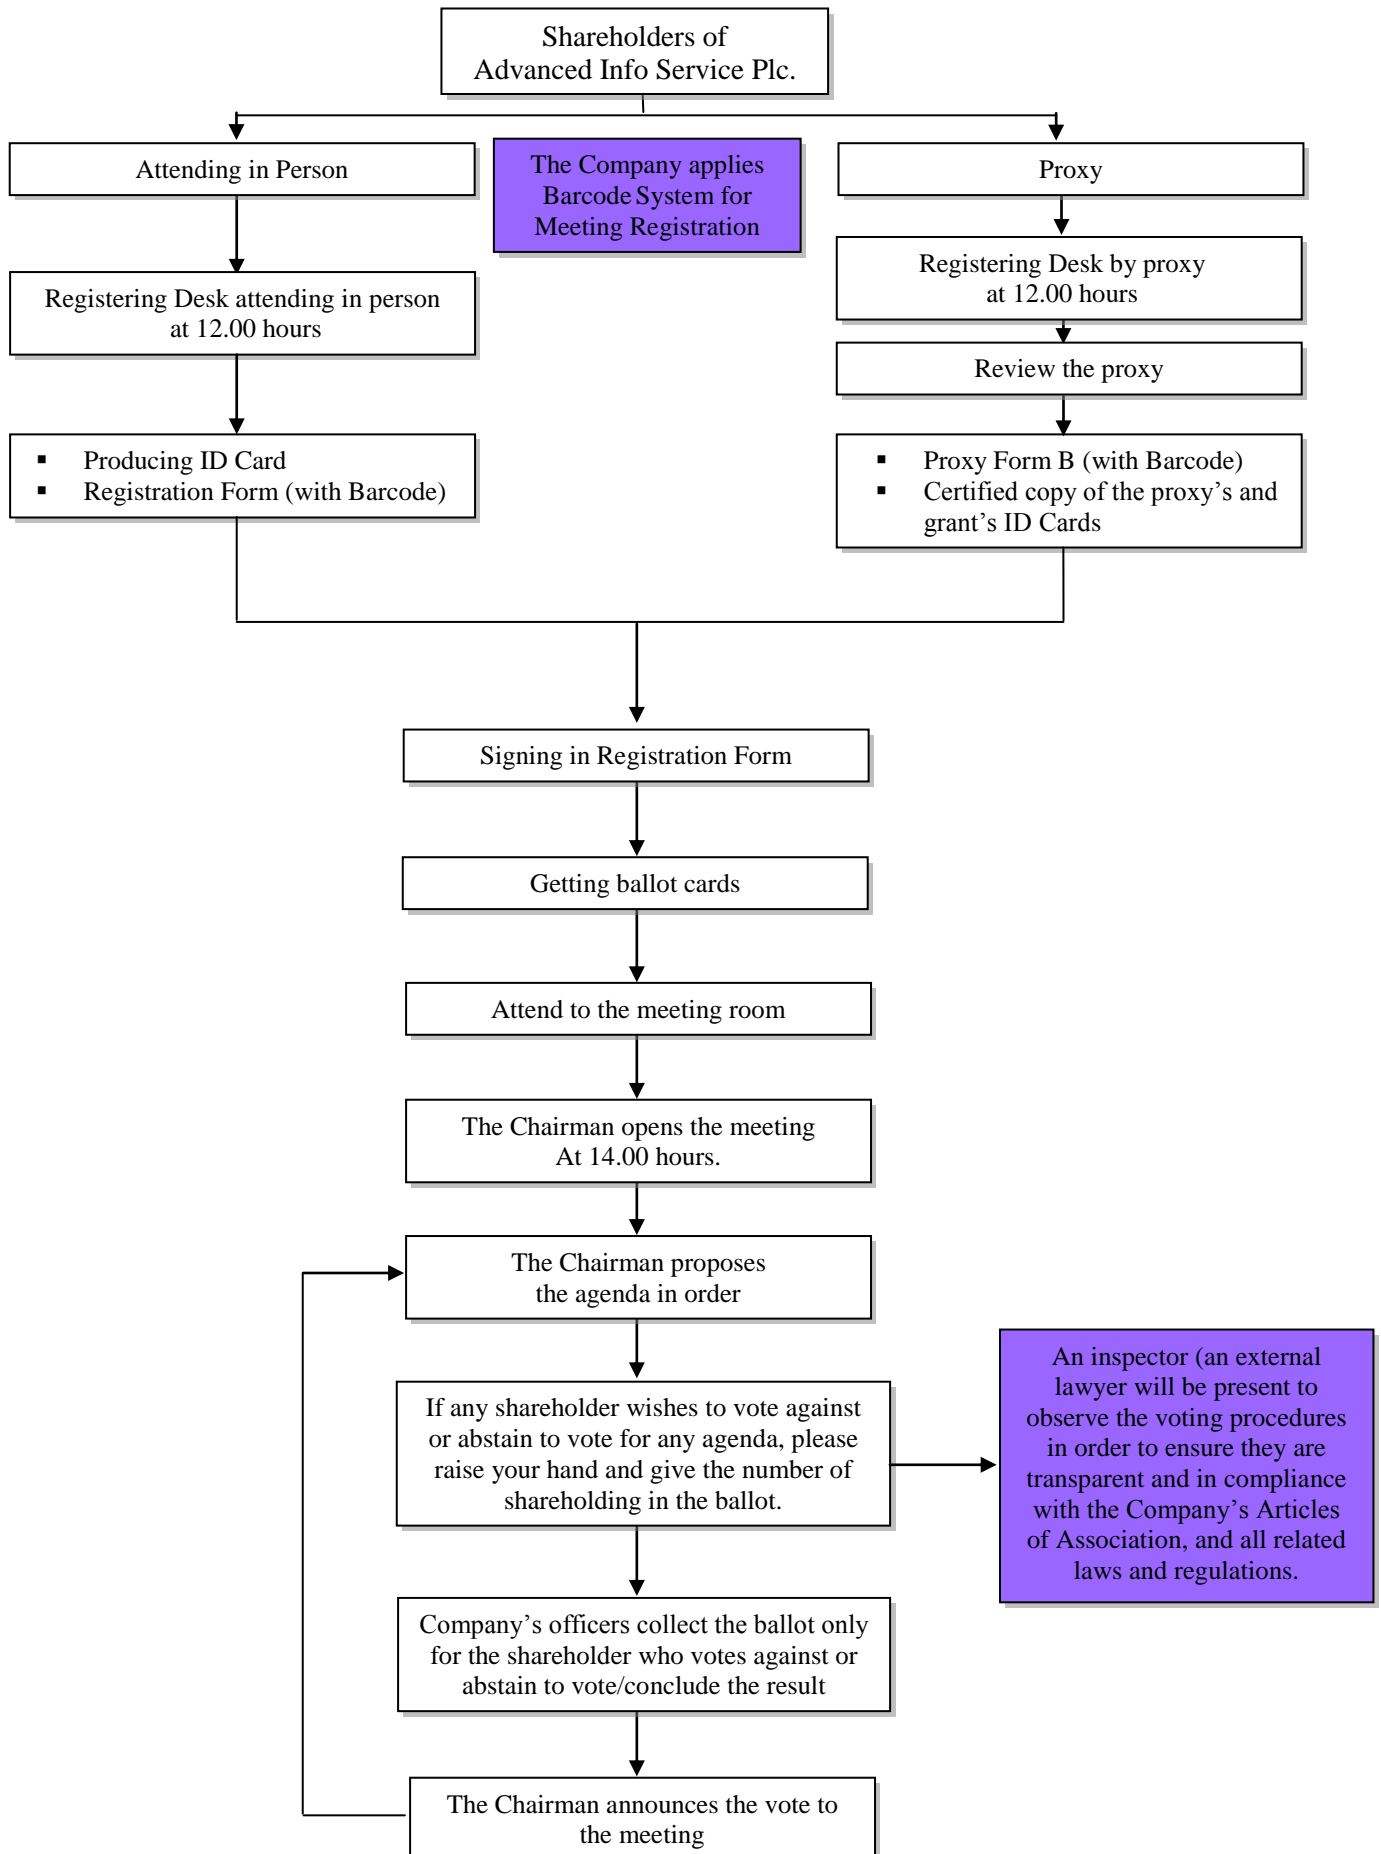 Shareholders of
Advanced Info Service Plc.
Attending in Person
The Company applies
Barcode System for
Meeting Registration
Proxy
Registering Desk attending in person
at 12.00 hours
Registering Desk by proxy
at 12.00 hours
Review the proxy
▪ Producing ID Card
▪ Registration Form (with Barcode)
▪ Proxy Form B (with Barcode)
▪ Certified copy of the proxy’s and
grant’s ID Cards
Signing in Registration Form
Getting ballot cards
Attend to the meeting room
The Chairman opens the meeting
At 14.00 hours.
The Chairman proposes
the agenda in order
If any shareholder wishes to vote against
or abstain to vote for any agenda, please
raise your hand and give the number of
shareholding in the ballot.
An inspector (an external
lawyer will be present to
observe the voting procedures
in order to ensure they are
transparent and in compliance
with the Company’s Articles
of Association, and all related
laws and regulations.
Company’s officers collect the ballot only
for the shareholder who votes against or
abstain to vote/conclude the result
The Chairman announces the vote to
the meeting